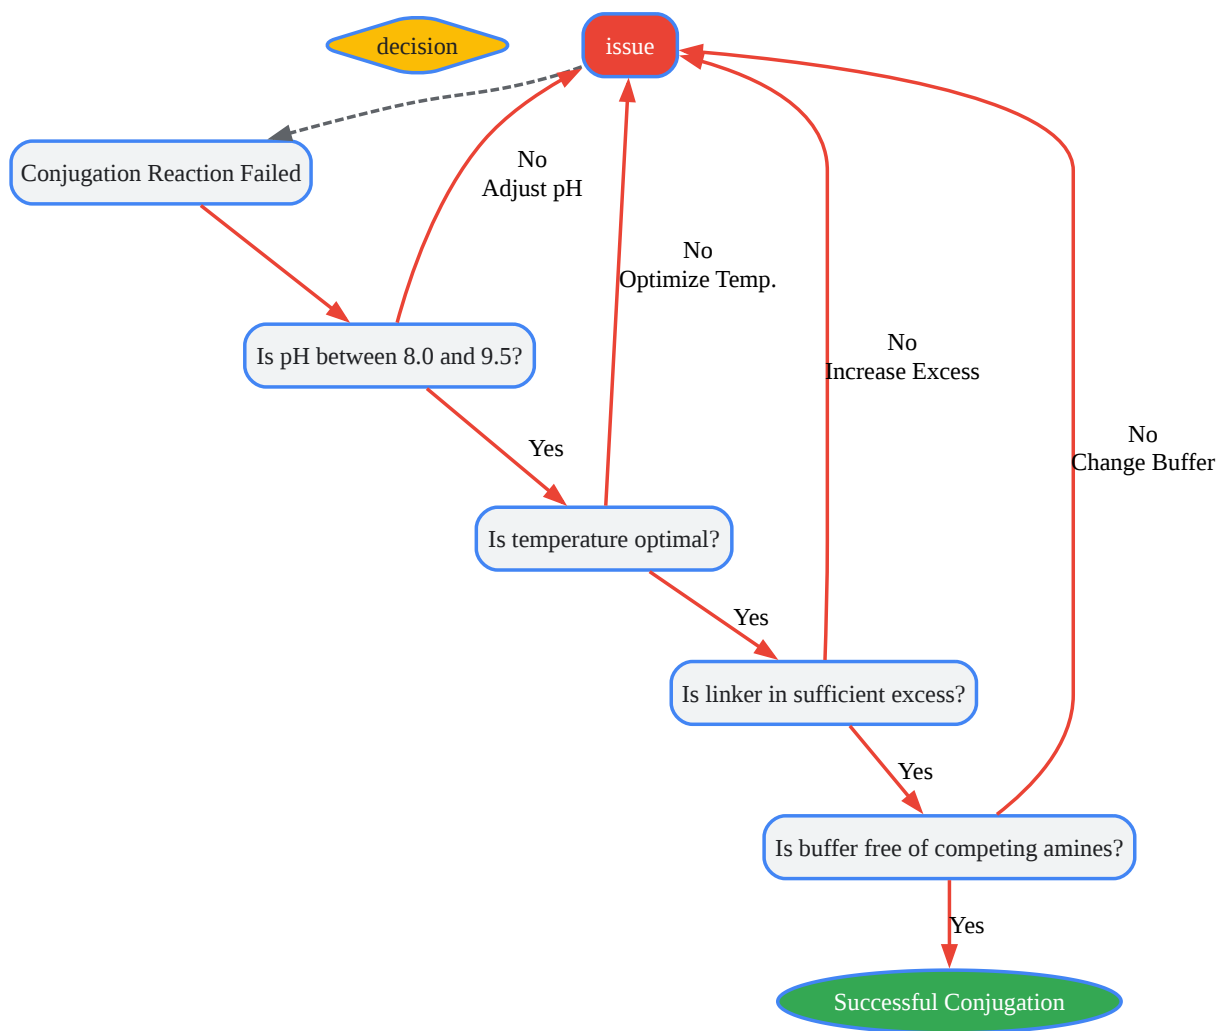 decision
issue
Conjugation Reaction Failed
No
Adjust pH
No
Optimize Temp.
No
Increase Excess
Is pH between 8.0 and 9.5?
No
Change Buffer
Yes
Is temperature optimal?
Yes
Is linker in sufficient excess?
Yes
Is buffer free of competing amines?
Yes
Successful Conjugation